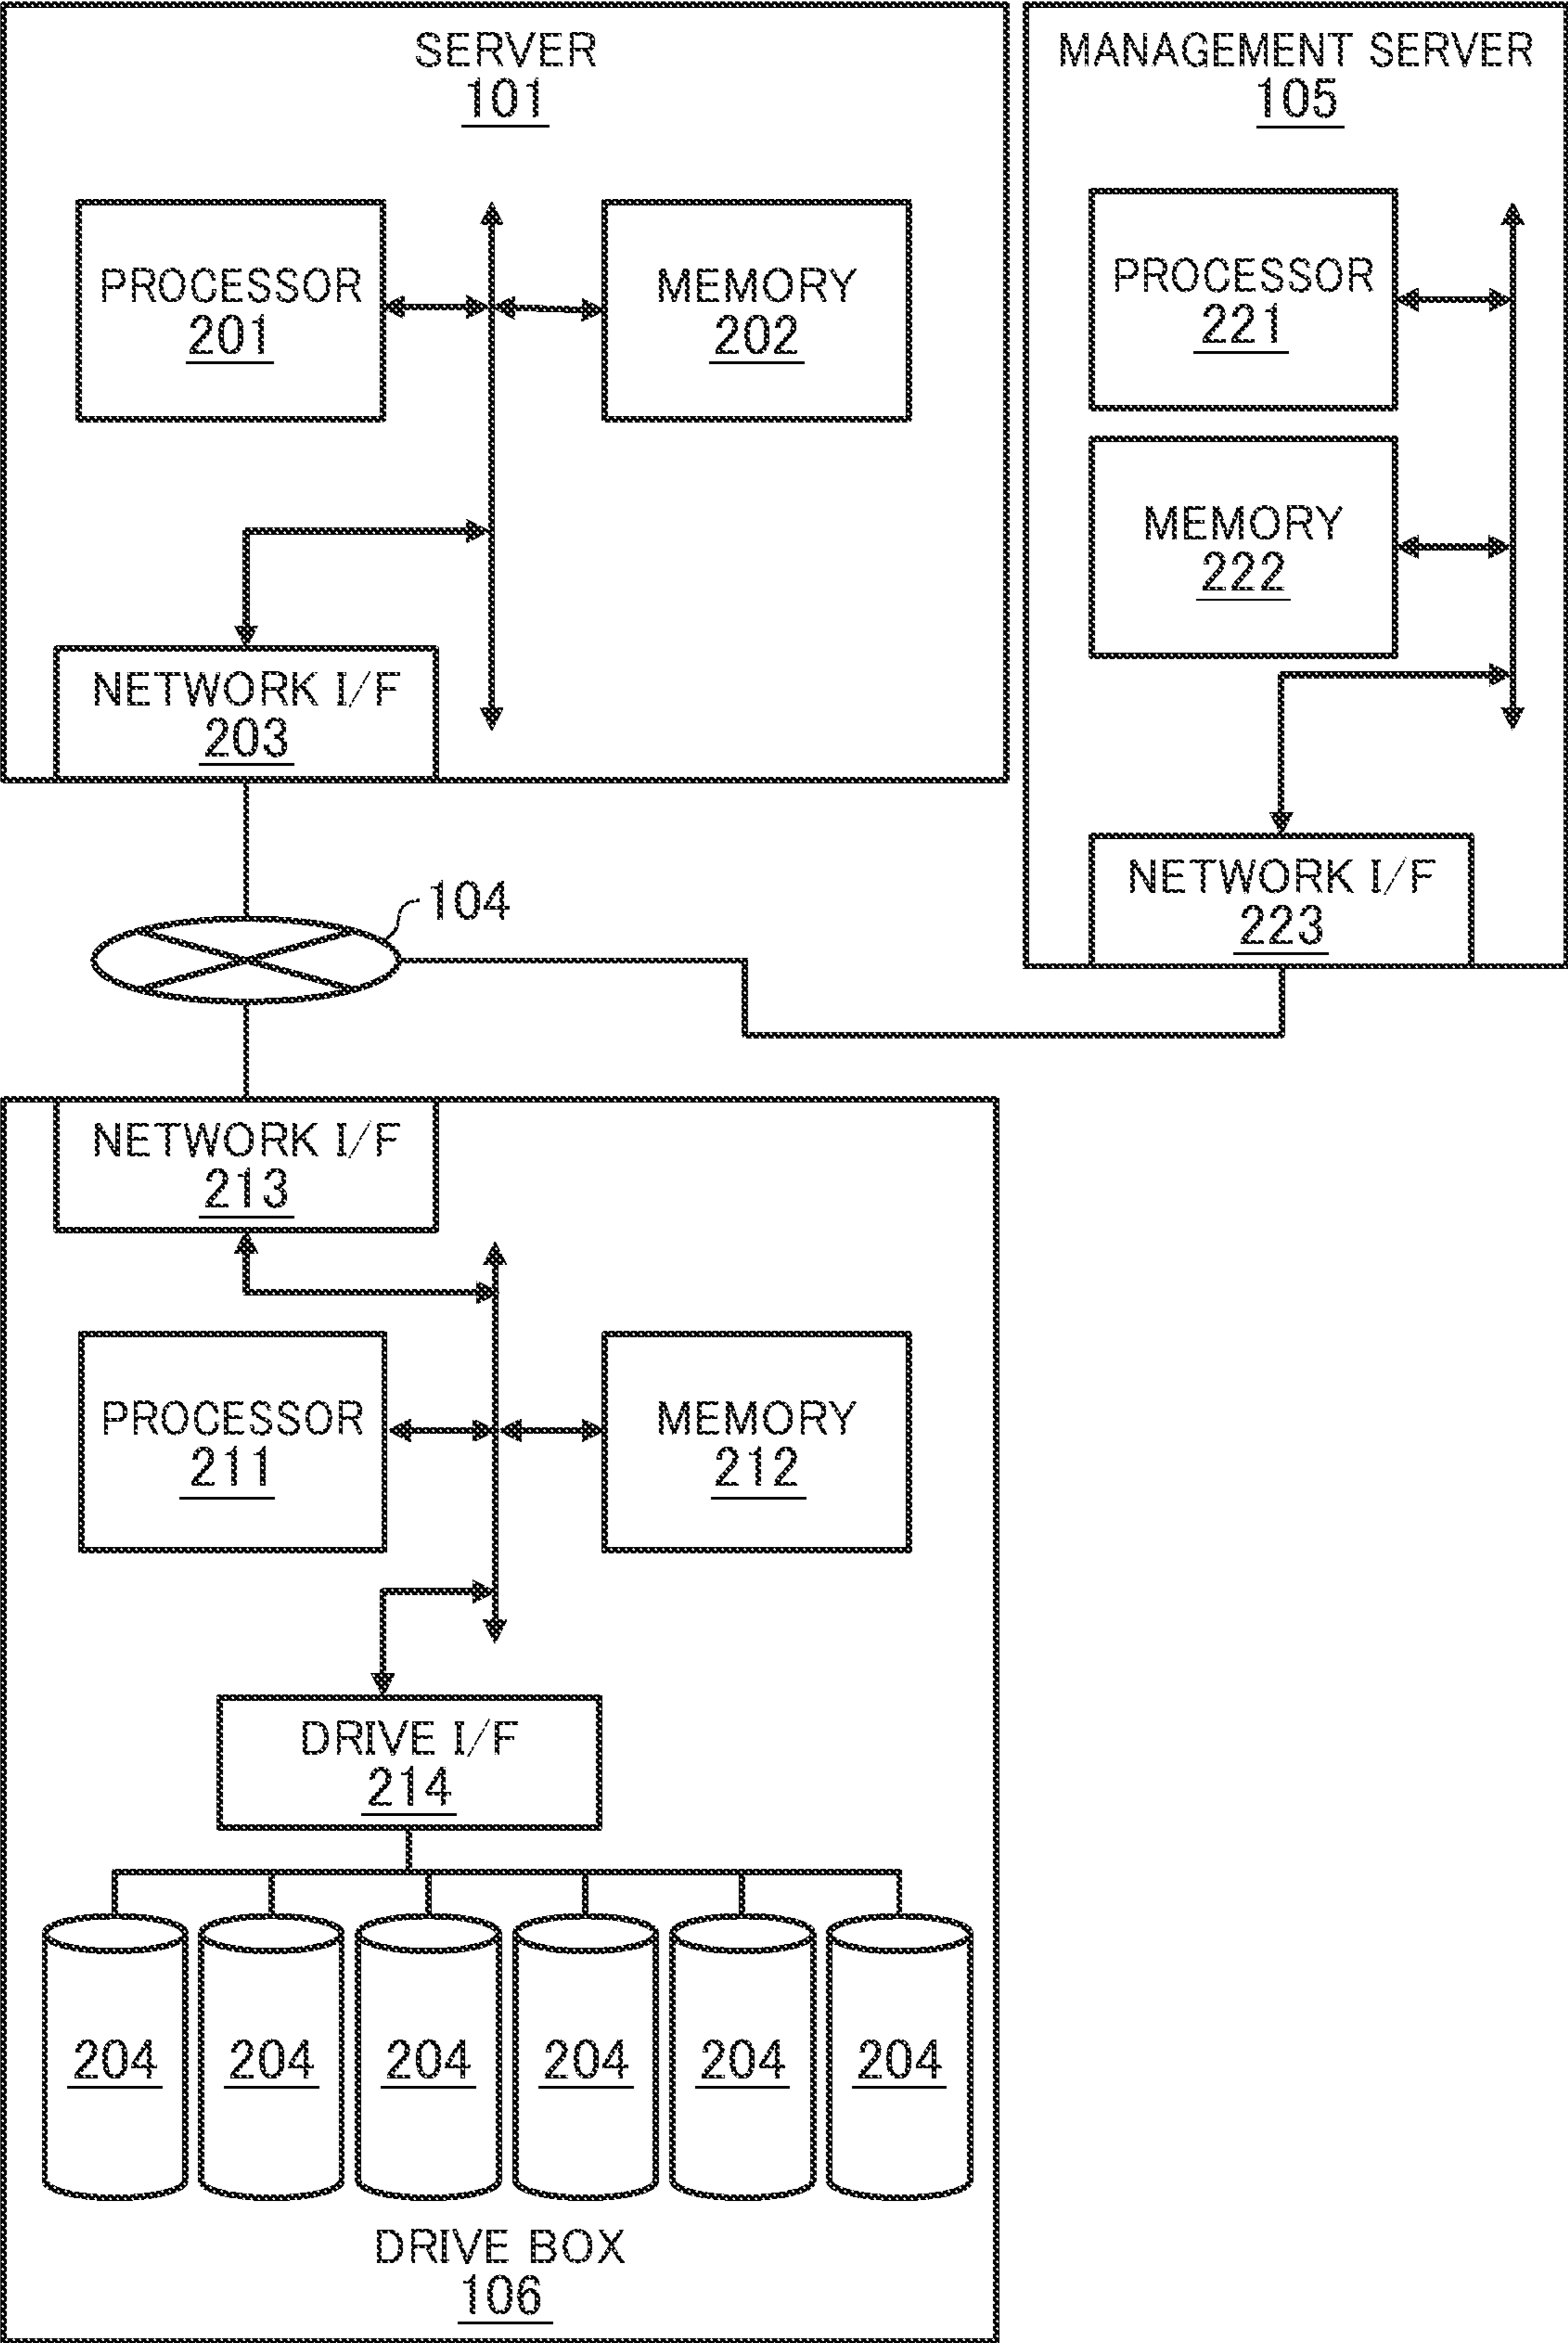 SERVER
101
PROCESSOR
201
MEMORY
202
NETWORK I/F
203
MANAGEMENT SERVER
105
PROCESSOR
221
MEMORY
222
NETWORK I/F
223
104
NETWORK I/F
213
PROCESSOR
211
MEMORY
212
DRIVE I/F
214
204 204 204 204 204 204
DRIVE BOX
106